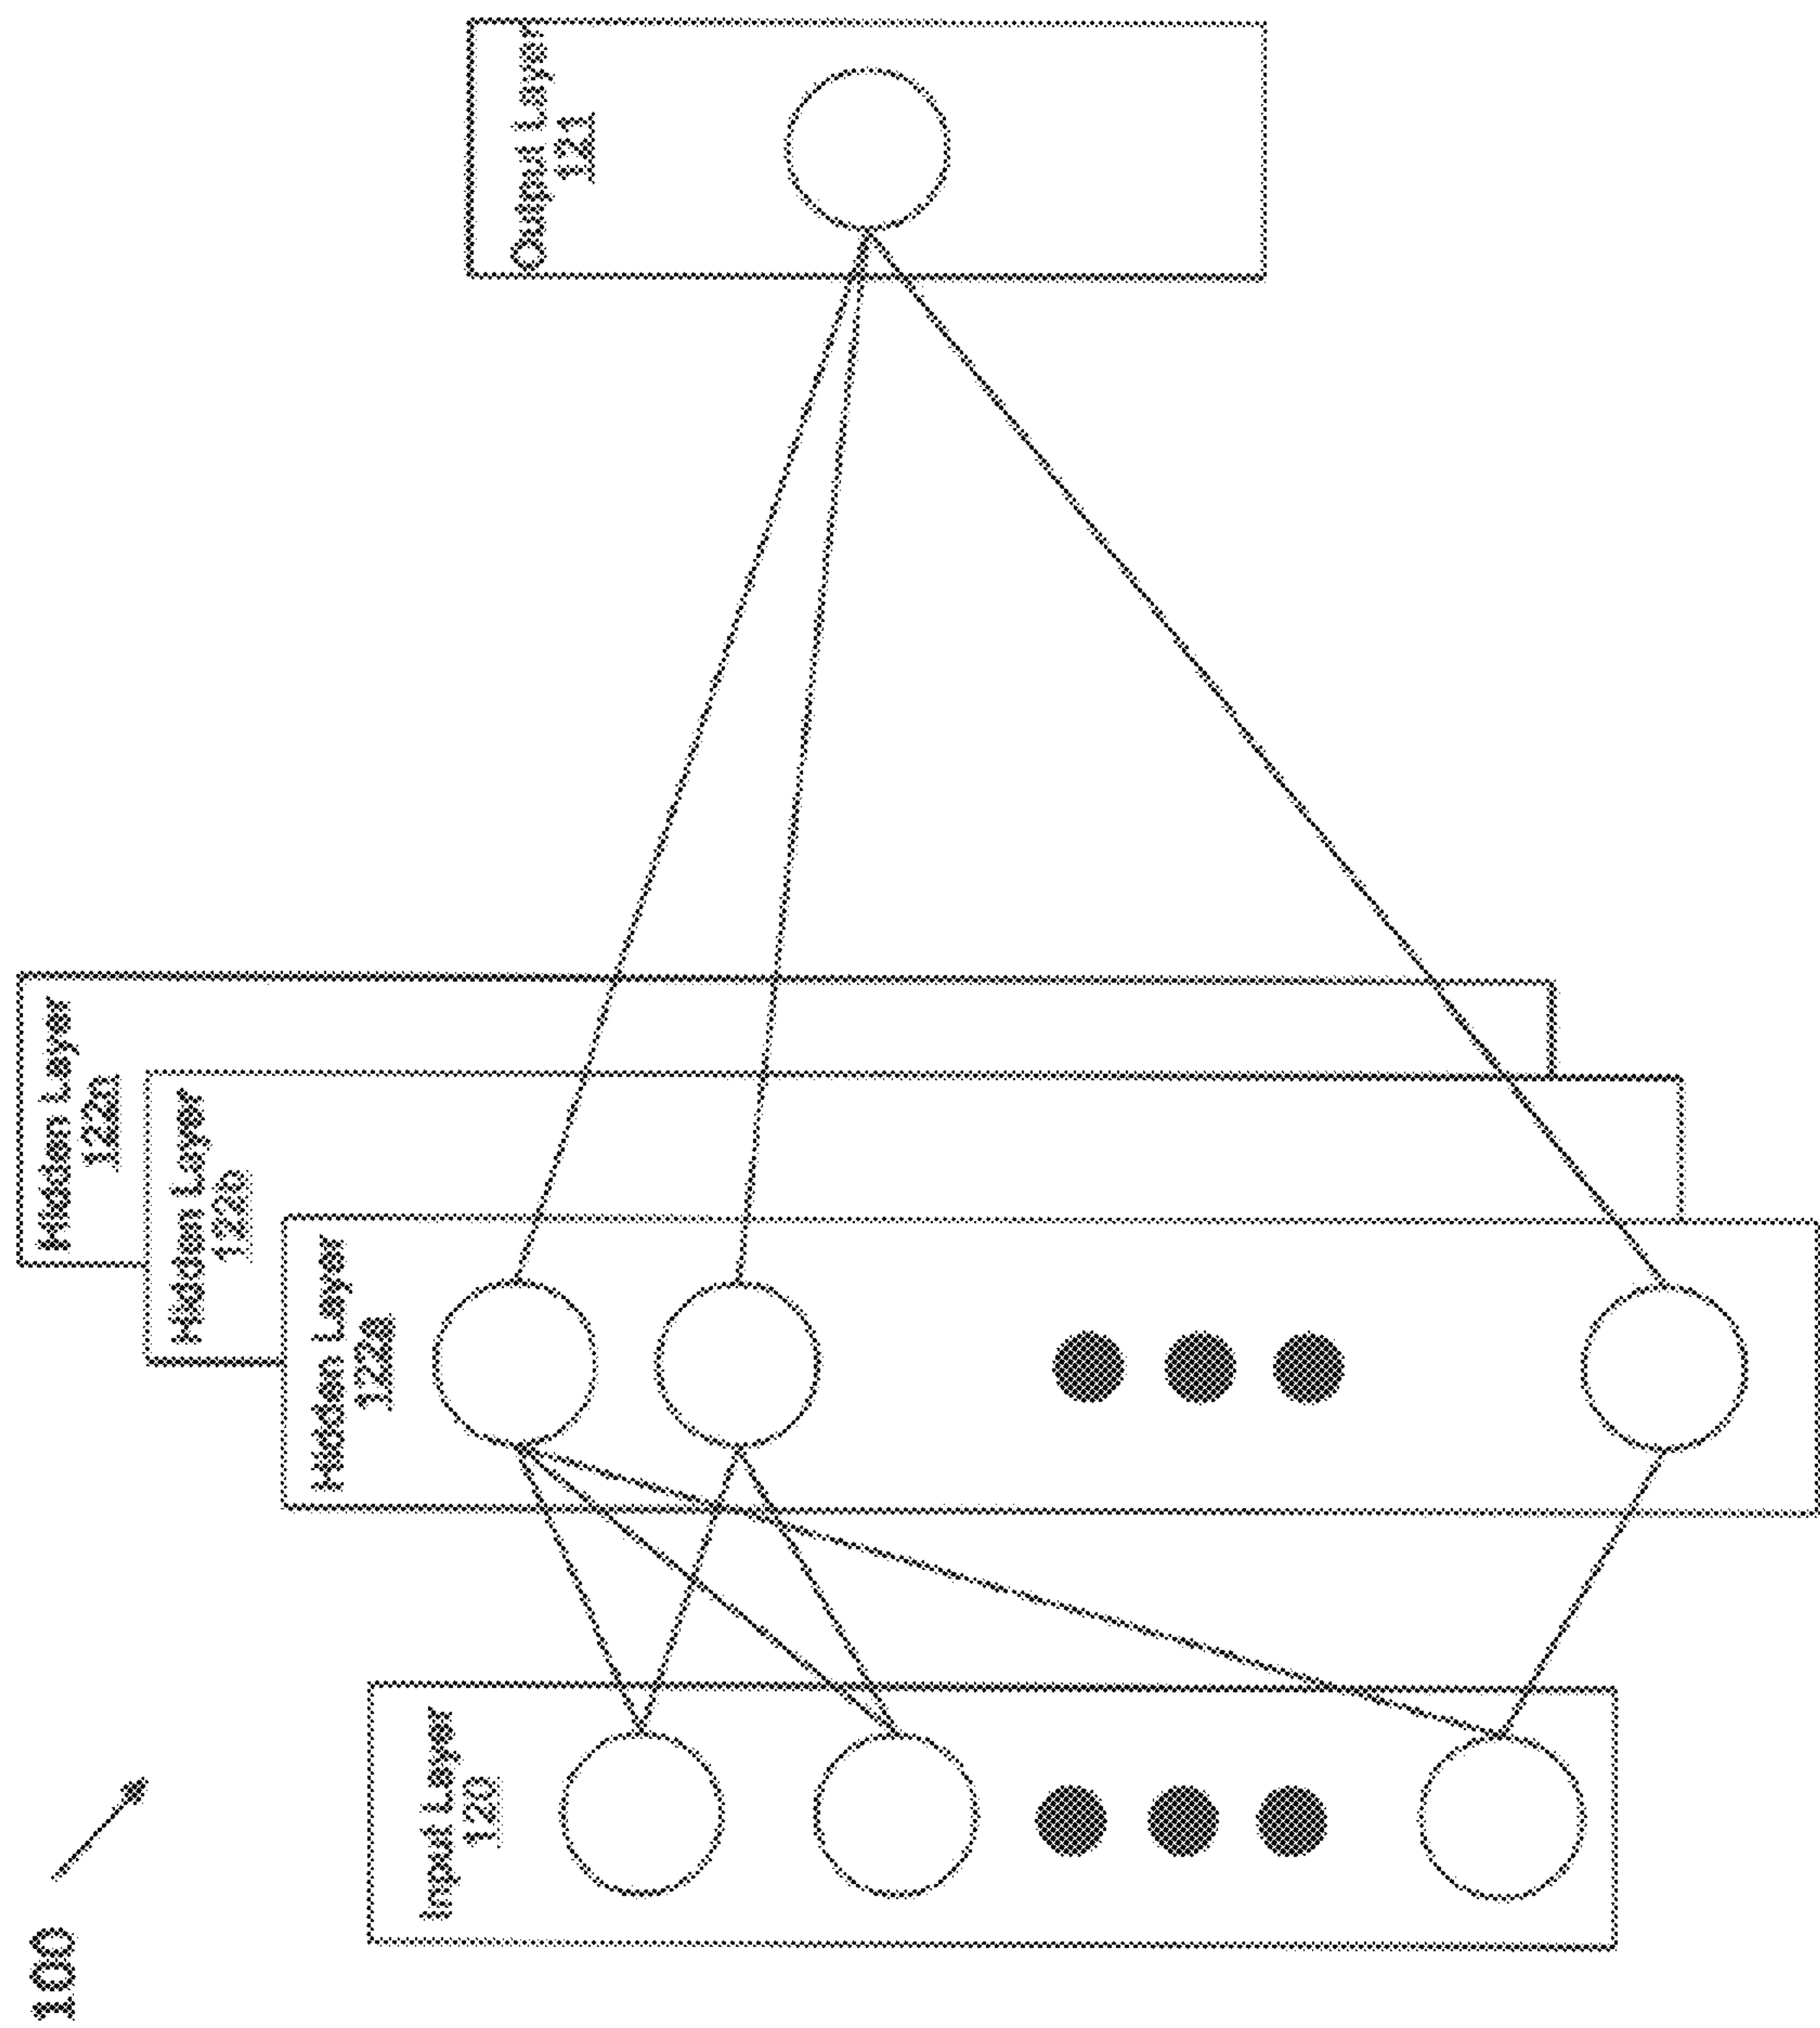 100
Input Layer
120
Hidden Layer
122a
Hidden Layer
122b
Hidden Layer
122n
Output Layer
121